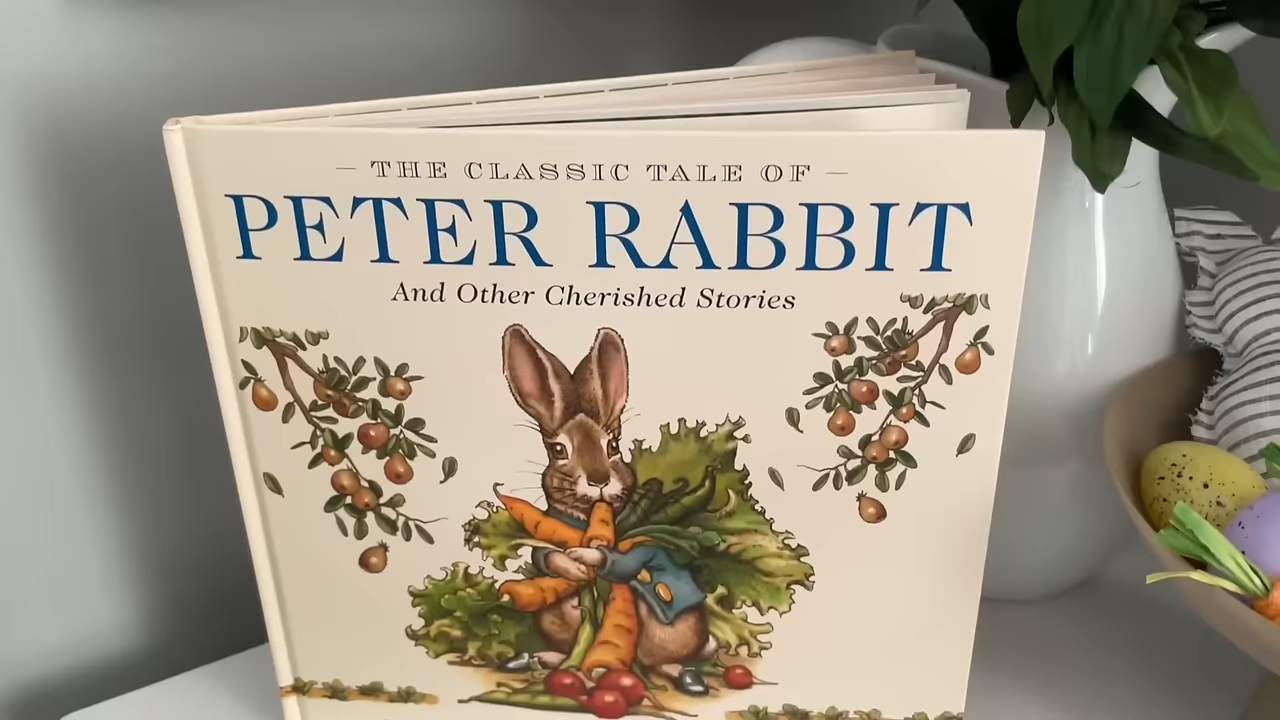 — THE CLASSIC TALE OF —
PETER RABBIT
And Other Cherished Stories